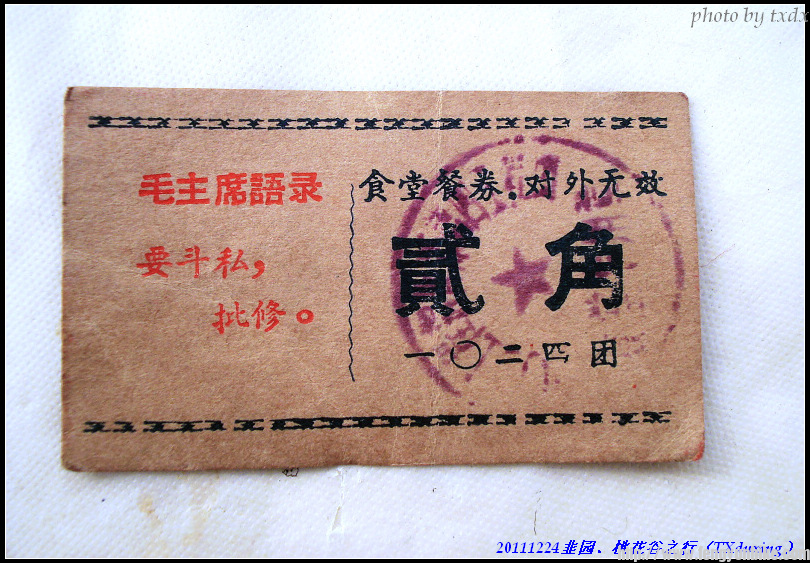 photo by txdx
毛主席語录
要斗私，
批修。
食堂餐券.对外无效
貳角
一〇二四团
20111224韭园、桃花谷之行（TXduxing）